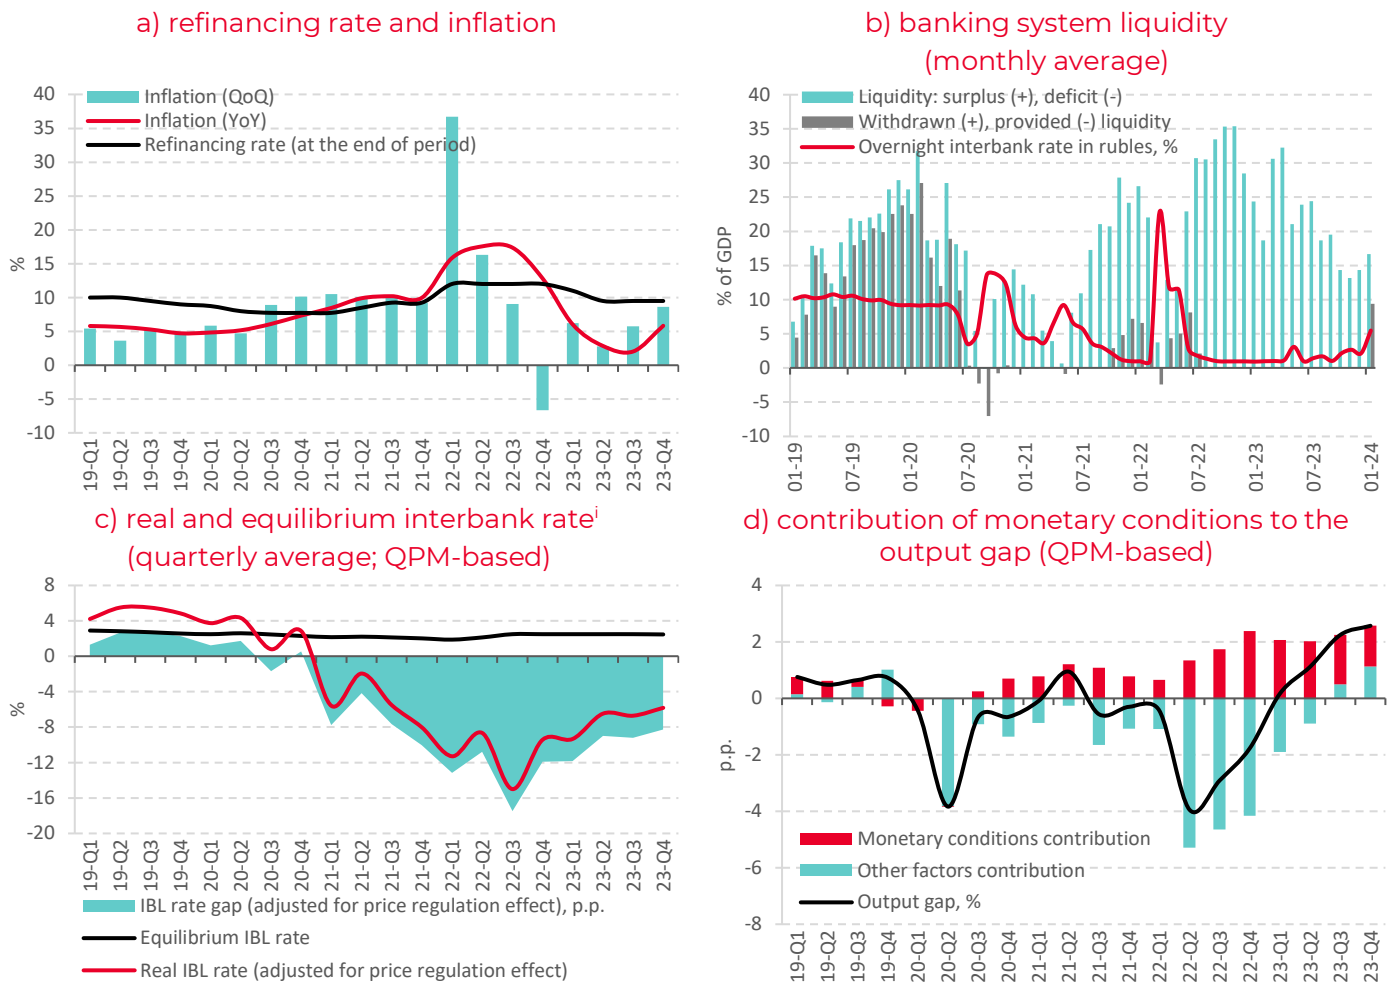 a) refinancing rate and inflation
40
35
30
25
20
15
10
5
0
-5
-10
%
Inflation (QoQ)
Inflation (YoY)
Refinancing rate (at the end of period)
19-Q1
19-Q2
19-Q3
19-Q4
20-Q1
20-Q2
20-Q3
20-Q4
21-Q1
21-Q2
21-Q3
21-Q4
22-Q1
22-Q2
22-Q3
22-Q4
23-Q1
23-Q2
23-Q3
23-Q4
b) banking system liquidity
(monthly average)
40
35
30
25
20
15
10
5
0
-5
-10
% of GDP
Liquidity: surplus (+), deficit (-)
Withdrawn (+), provided (-) liquidity
Overnight interbank rate in rubles, %
01-19
07-19
01-20
07-20
01-21
07-21
01-22
07-22
01-23
07-23
01-24
c) real and equilibrium interbank rateⁱ
(quarterly average; QPM-based)
8
4
0
-4
-8
-12
-16
-20
%
19-Q1
19-Q2
19-Q3
19-Q4
20-Q1
20-Q2
20-Q3
20-Q4
21-Q1
21-Q2
21-Q3
21-Q4
22-Q1
22-Q2
22-Q3
22-Q4
23-Q1
23-Q2
23-Q3
23-Q4
IBL rate gap (adjusted for price regulation effect), p.p.
Equilibrium IBL rate
Real IBL rate (adjusted for price regulation effect)
d) contribution of monetary conditions to the
output gap (QPM-based)
4
2
0
-2
-4
-6
-8
p.p.
Monetary conditions contribution
Other factors contribution
Output gap, %
19-Q1
19-Q2
19-Q3
19-Q4
20-Q1
20-Q2
20-Q3
20-Q4
21-Q1
21-Q2
21-Q3
21-Q4
22-Q1
22-Q2
22-Q3
22-Q4
23-Q1
23-Q2
23-Q3
23-Q4